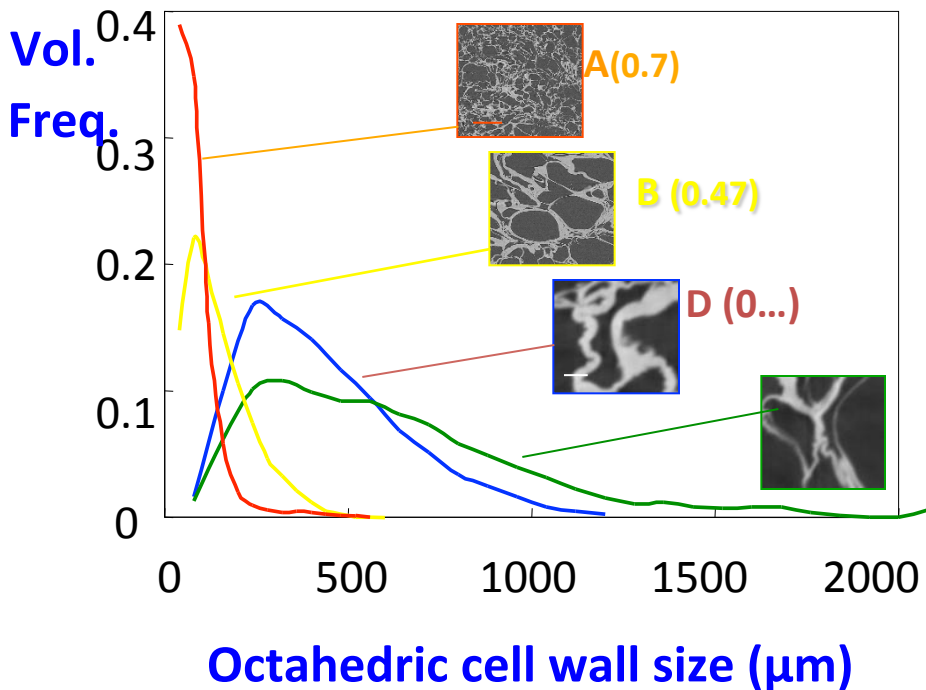 Vol.
Freq.
0.4
0.3
0.2
0.1
0
A(0.7)
B (0.47)
D (0...)
0 500 1000 1500 2000
Octahedric cell wall size (μm)